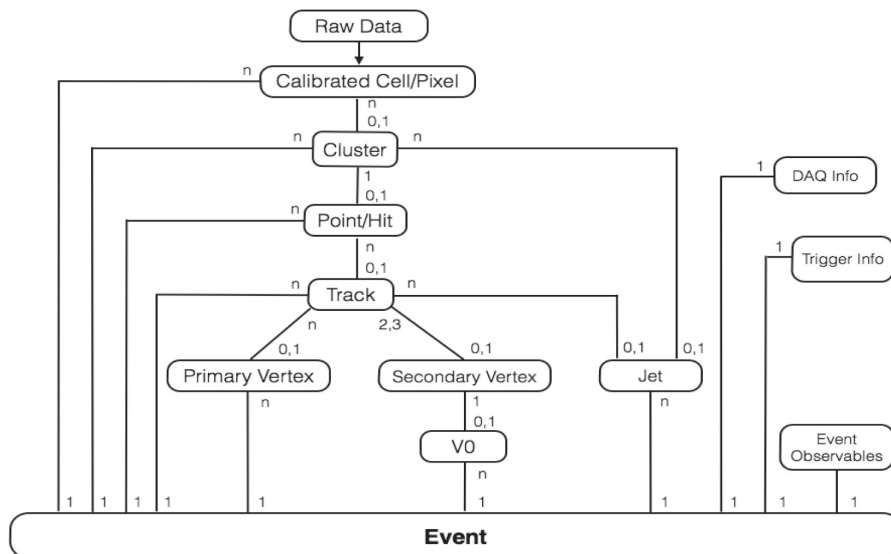 Raw Data
n
Calibrated Cell/Pixel
n
0,1
n
Cluster
n
1
0,1
n
Point/Hit
n
0,1
n
Track
n
n
2,3
0,1
0,1
0,1
0,1
Primary Vertex
Secondary Vertex
Jet
n
1
n
0,1
V0
n
1
DAQ Info
1
Trigger Info
Event
Observables
1
1
1
1
1
1
1
1
1
1
Event